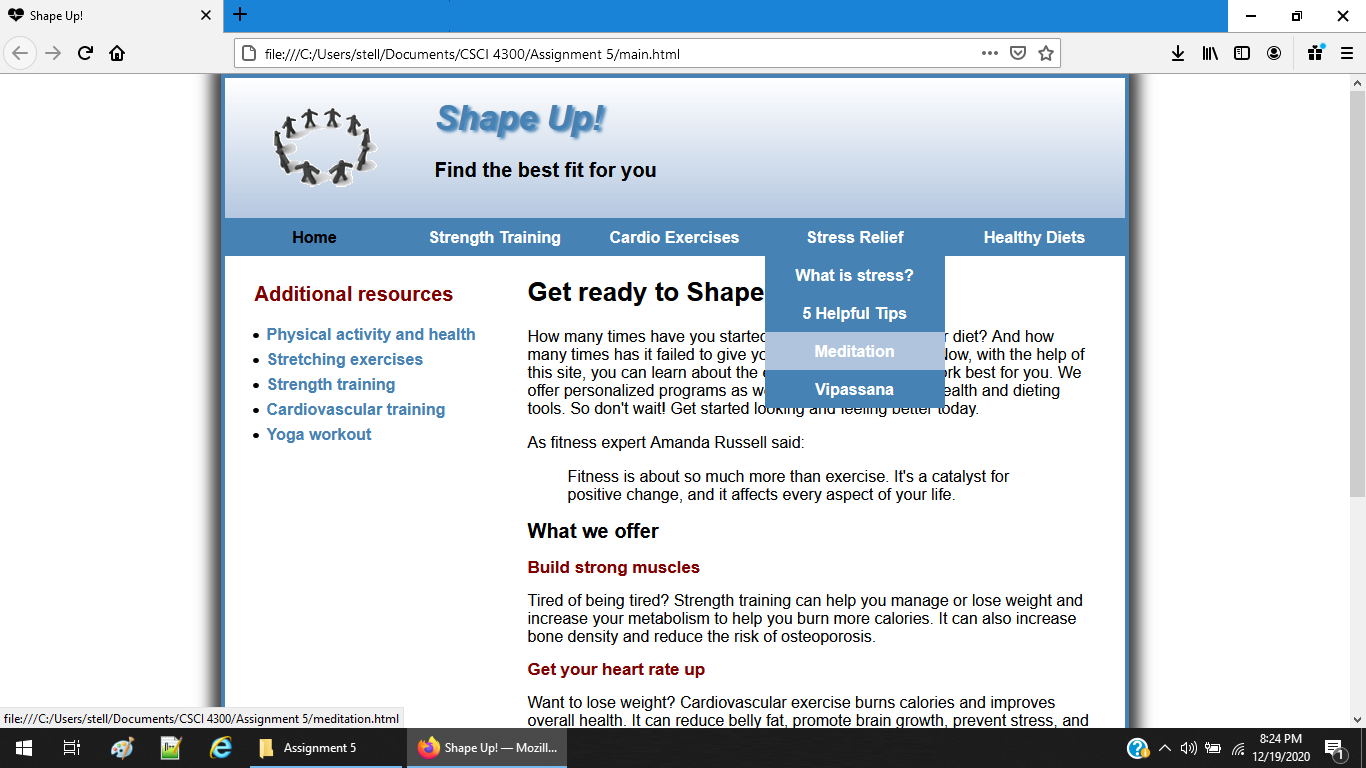 Shape Up!
file:///C:/Users/stell/Documents/CSCI 4300/Assignment 5/main.html
Shape Up!
Find the best fit for you
Home
Strength Training
Cardio Exercises
Stress Relief
Healthy Diets
What is stress?
5 Helpful Tips
Meditation
Vipassana
Additional resources
Physical activity and health
Stretching exercises
Strength training
Cardiovascular training
Yoga workout
Get ready to Shape
How many times have you started diet? And how
many times has it failed to give with the help of
this site, you can learn about the best for you. We
offer personalized programs as and dieting
tools. So don't wait! Get started looking and feeling better today.
As fitness expert Amanda Russell said:
Fitness is about so much more than exercise. It's a catalyst for
positive change, and it affects every aspect of your life.
What we offer
Build strong muscles
Tired of being tired? Strength training can help you manage or lose weight and
increase your metabolism to help you burn more calories. It can also increase
bone density and reduce the risk of osteoporosis.
Get your heart rate up
Want to lose weight? Cardiovascular exercise burns calories and improves
overall health. It can reduce belly fat, promote brain growth, prevent stress, and
file:///C:/Users/stell/Documents/CSCI 4300/Assignment 5/meditation.html
Assignment 5
Shape Up! — Mozill...
8:24 PM
12/19/2020
1